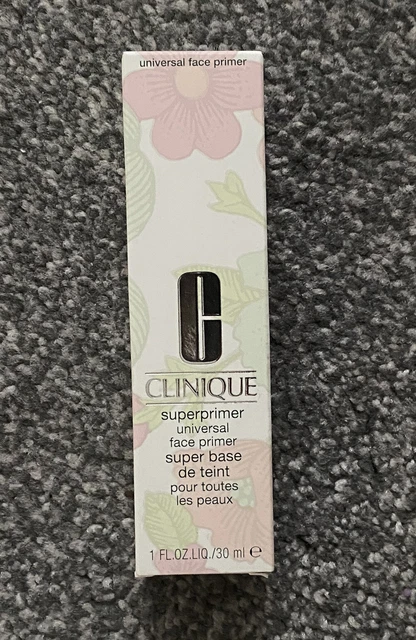 universal face primer
CLINIQUE
superprimer
universal
face primer
super base
de teint
pour toutes
les peaux
1 FL.OZ.LIQ./30 ml ℮